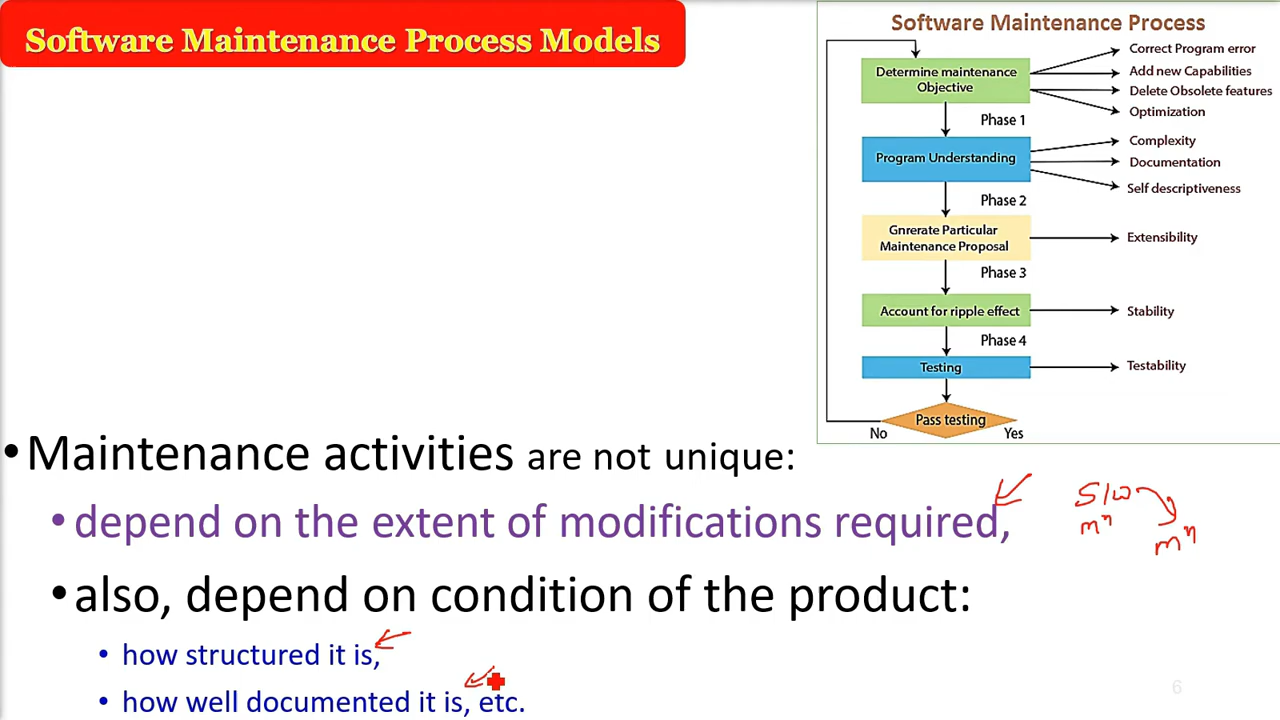 Software Maintenance Process Models
Software Maintenance Process
Determine maintenance
Objective
Correct Program error
Add new Capabilities
Delete Obsolete features
Optimization
Phase 1
Program Understanding
Complexity
Documentation
Self descriptiveness
Phase 2
Gnrerate Particular
Maintenance Proposal
Extensibility
Phase 3
Account for ripple effect
Stability
Phase 4
Testing
Testability
Pass testing
No
Yes
•Maintenance activities are not unique:
•depend on the extent of modifications required,
S/W
mⁿ
mⁿ
•also, depend on condition of the product:
• how structured it is,
• how well documented it is, etc.
6